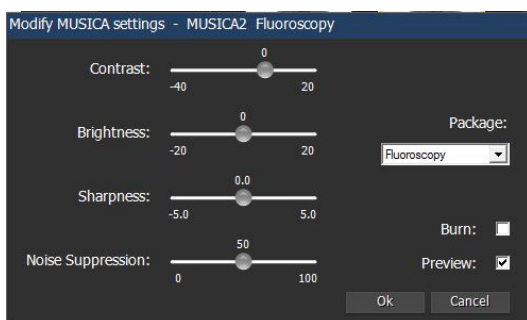 Modify MUSICA settings - MUSICA2 Fluoroscopy
Contrast:
0
-40 20
Brightness:
0
-20 20
Package:
Fluoroscopy
Sharpness:
0.0
-5.0 5.0
Burn:
Noise Suppression:
50
0 100
Preview:
Ok Cancel